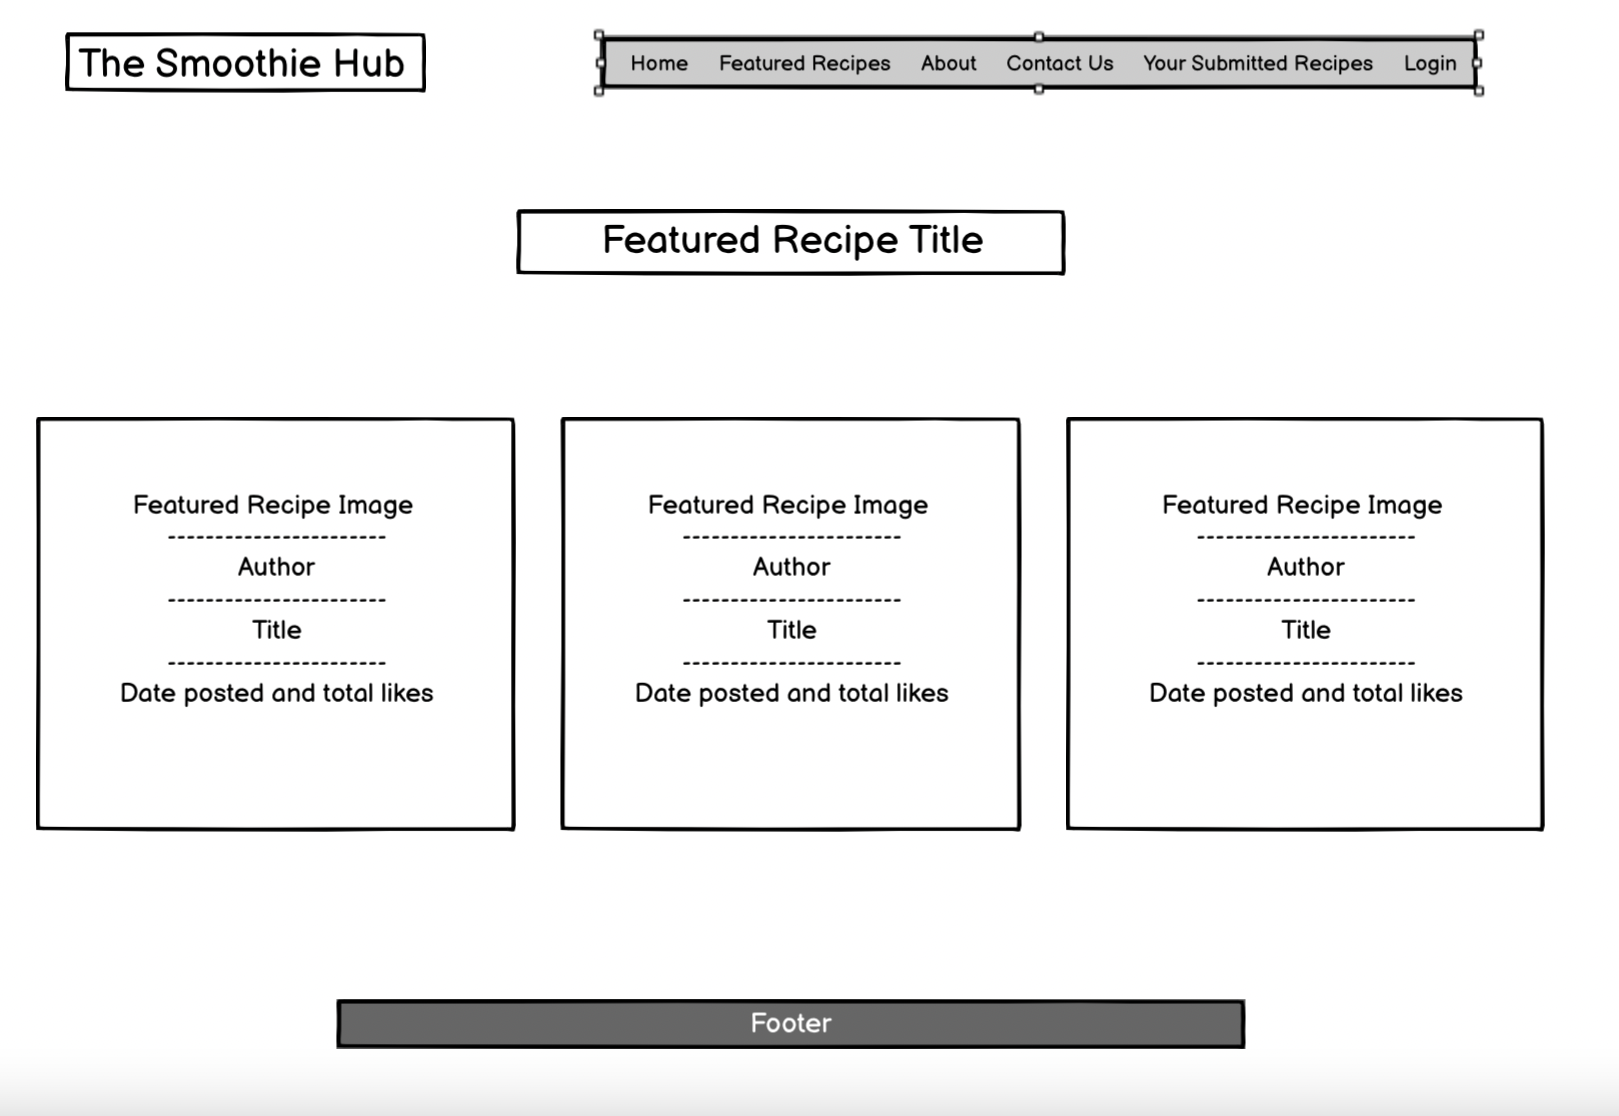 The Smoothie Hub
Home Featured Recipes About Contact Us Your Submitted Recipes Login
Featured Recipe Title
Featured Recipe Image
-----------------------
Author
-----------------------
Title
-----------------------
Date posted and total likes
Featured Recipe Image
-----------------------
Author
-----------------------
Title
-----------------------
Date posted and total likes
Featured Recipe Image
-----------------------
Author
-----------------------
Title
-----------------------
Date posted and total likes
Footer